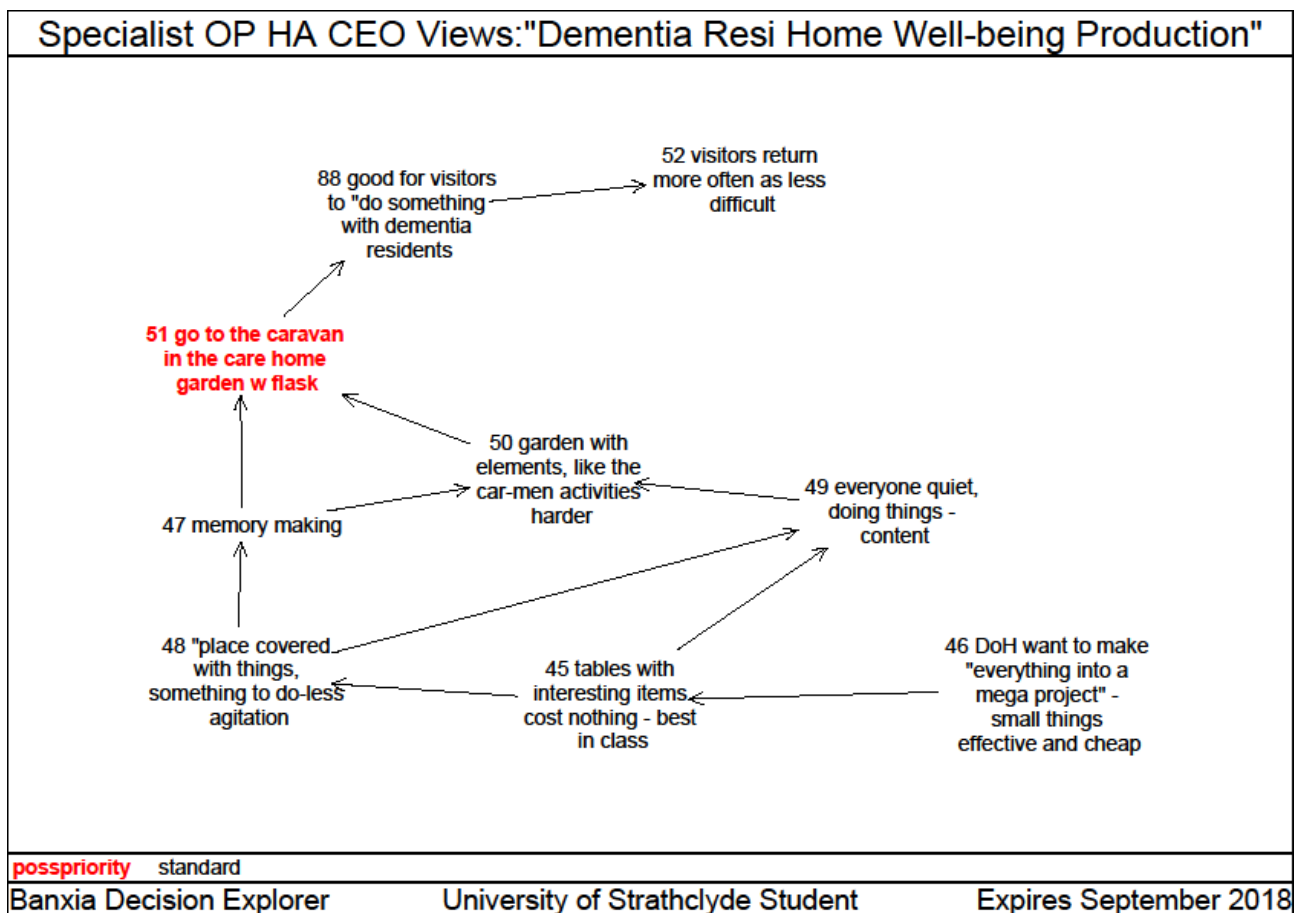 Specialist OP HA CEO Views:"Dementia Resi Home Well-being Production"
52 visitors return
more often as less
difficult
88 good for visitors
to "do something
with dementia
residents
51 go to the caravan
in the care home
garden w flask
50 garden with
elements, like the
car-men activities
harder
49 everyone quiet,
doing things -
content
47 memory making
48 "place covered
with things,
something to do-less
agitation
45 tables with
interesting items
cost nothing - best
in class
46 DoH want to make
"everything into a
mega project" -
small things
effective and cheap
posspriority standard
Banxia Decision Explorer University of Strathclyde Student Expires September 2018